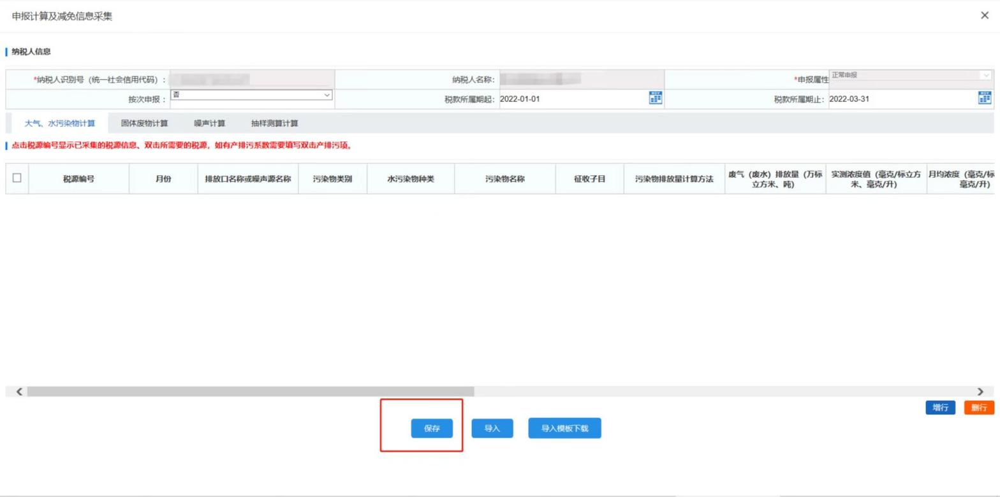 申报计算及减免信息采集
纳税人信息
*纳税人识别号（统一社会信用代码）:
纳税人名称:
*申报属性
正常申报
按次申报:
否
税款所属期起:
2022-01-01
税款所属期止:
2022-03-31
大气、水污染物计算
固体废物计算
噪声计算
抽样测算计算
点击税源编号显示已采集的税源信息、双击所需要的税源，如有产排污系数需要填写双击产排污项。
税源编号
月份
排放口名称或噪声源名称
污染物类别
水污染物种类
污染物名称
征收子目
污染物排放量计算方法
废气（废水）排放量（万标
立方米、吨)
实测浓度值（毫克/标立方
米、毫克/升)
月均浓度（毫克/标
毫克/升)
增行
删行
保存
导入
导入模板下载